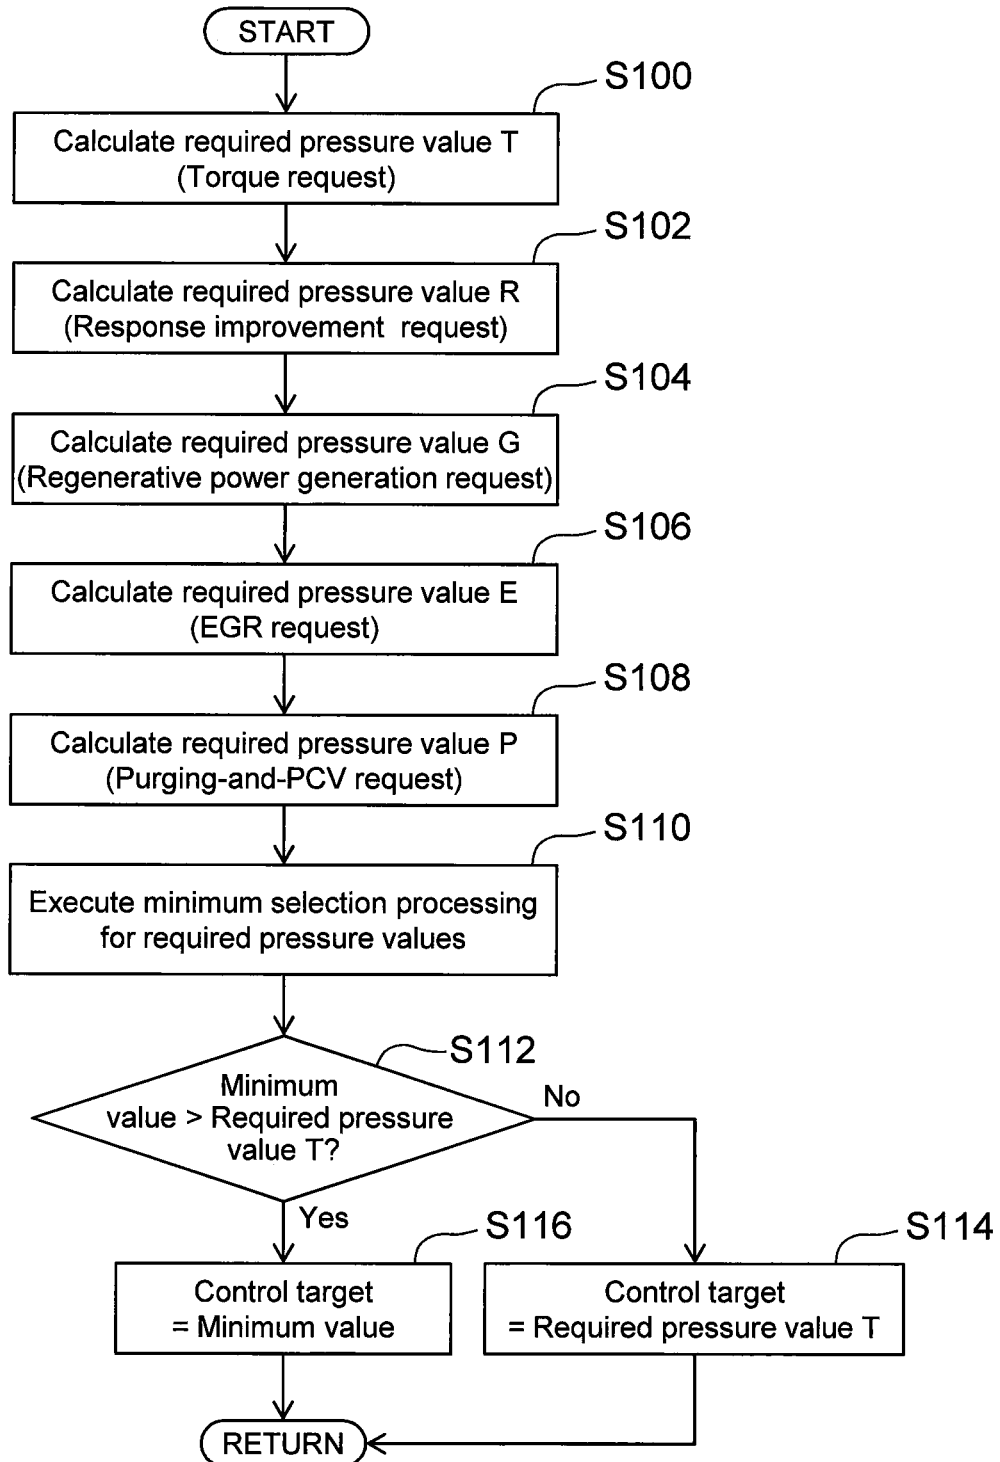 START
S100
Calculate required pressure value T
(Torque request)
S102
Calculate required pressure value R
(Response improvement request)
S104
Calculate required pressure value G
(Regenerative power generation request)
S106
Calculate required pressure value E
(EGR request)
S108
Calculate required pressure value P
(Purging-and-PCV request)
S110
Execute minimum selection processing
for required pressure values
S112
Minimum
value > Required pressure
value T?
No
Yes
S116
Control target
= Minimum value
S114
Control target
= Required pressure value T
RETURN